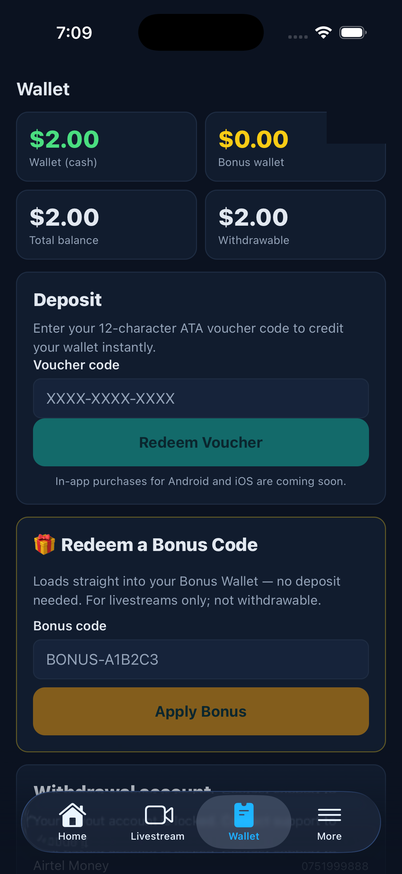 7:09
Wallet
$2.00
Wallet (cash)
$0.00
Bonus wallet
$2.00
Total balance
$2.00
Withdrawable
Deposit
Enter your 12-character ATA voucher code to credit
your wallet instantly.
Voucher code
XXXX-XXXX-XXXX
Redeem Voucher
In-app purchases for Android and iOS are coming soon.
🎁 Redeem a Bonus Code
Loads straight into your Bonus Wallet — no deposit
needed. For livestreams only; not withdrawable.
Bonus code
BONUS-A1B2C3
Apply Bonus
Withdrawal account
Home
Livestream
Wallet
More
Airtel Money
0751999883